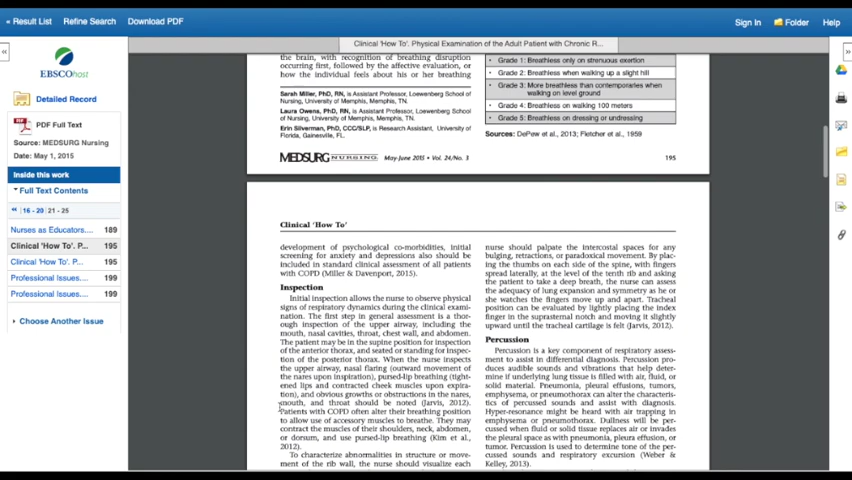 « Result List Refine Search Download PDF
Sign In Folder Help
Clinical 'How To'. Physical Examination of the Adult Patient with Chronic R...
«
»
EBSCOhost
Detailed Record
PDF Full Text
Source: MEDSURG Nursing
Date: May 1, 2015
Inside this work
Full Text Contents
« 16 - 20 | 21 - 25
Nurses as Educators.... 189
Clinical 'How To'. P... 195
Clinical 'How To'. P... 195
Professional Issues.... 199
Professional Issues.... 199
Choose Another Issue
the brain, with recognition of breathing disruption
occurring first, followed by the affective evaluation, or
how the individual feels about his or her breathing
Sarah Miller, PhD, RN, is Assistant Professor, Loewenberg School of
Nursing, University of Memphis, Memphis, TN.
Laura Owens, PhD, RN, is Assistant Professor, Loewenberg School
of Nursing, University of Memphis, Memphis, TN.
Erin Silverman, PhD, CCC/SLP, is Research Assistant, University of
Florida, Gainesville, FL.
• Grade 1: Breathless only on strenuous exertion
• Grade 2: Breathless when walking up a slight hill
• Grade 3: More breathless than contemporaries when
walking on level ground
• Grade 4: Breathless on walking 100 meters
• Grade 5: Breathless on dressing or undressing
Sources: DePew et al., 2013; Fletcher et al., 1959
MEDSURG NURSING May-June 2015 • Vol. 24/No. 3 195
Clinical 'How To'
development of psychological co-morbidities, initial
screening for anxiety and depressions also should be
included in standard clinical assessment of all patients
with COPD (Miller & Davenport, 2015).
Inspection
Initial inspection allows the nurse to observe physical
signs of respiratory dynamics during the clinical exami-
nation. The first step in general assessment is a thor-
ough inspection of the upper airway, including the
mouth, nasal cavities, throat, chest wall, and abdomen.
The patient may be in the supine position for inspection
of the anterior thorax, and seated or standing for inspec-
tion of the posterior thorax. When the nurse inspects
the upper airway, nasal flaring (outward movement of
the nares upon inspiration), pursed-lip breathing (tight-
ened lips and contracted cheek muscles upon expira-
tion), and obvious growths or obstructions in the nares,
mouth, and throat should be noted (Jarvis, 2012).
Patients with COPD often alter their breathing position
to allow use of accessory muscles to breathe. They may
contract the muscles of their shoulders, neck, abdomen,
or dorsum, and use pursed-lip breathing (Kim et al.,
2012).
To characterize abnormalities in structure or move-
ment of the rib wall, the nurse should visualize each
nurse should palpate the intercostal spaces for any
bulging, retractions, or paradoxical movement. By plac-
ing the thumbs on each side of the spine, with fingers
spread laterally, at the level of the tenth rib and asking
the patient to take a deep breath, the nurse can assess
the adequacy of lung expansion and symmetry as he or
she watches the fingers move up and apart. Tracheal
position can be evaluated by lightly placing the index
finger in the suprasternal notch and moving it slightly
upward until the tracheal cartilage is felt (Jarvis, 2012).
Percussion
Percussion is a key component of respiratory assess-
ment to assist in differential diagnosis. Percussion pro-
duces audible sounds and vibrations that help deter-
mine if underlying lung tissue is filled with air, fluid, or
solid material. Pneumonia, pleural effusions, tumors,
emphysema, or pneumothorax can alter the characteris-
tics of percussed sounds and assist with diagnosis.
Hyper-resonance might be heard with air trapping in
emphysema or pneumothorax. Dullness will be per-
cussed when fluid or solid tissue replaces air or invades
the pleural space as with pneumonia, pleura effusion, or
tumor. Percussion is used to determine tone of the per-
cussed sounds and respiratory excursion (Weber &
Kelley, 2013).